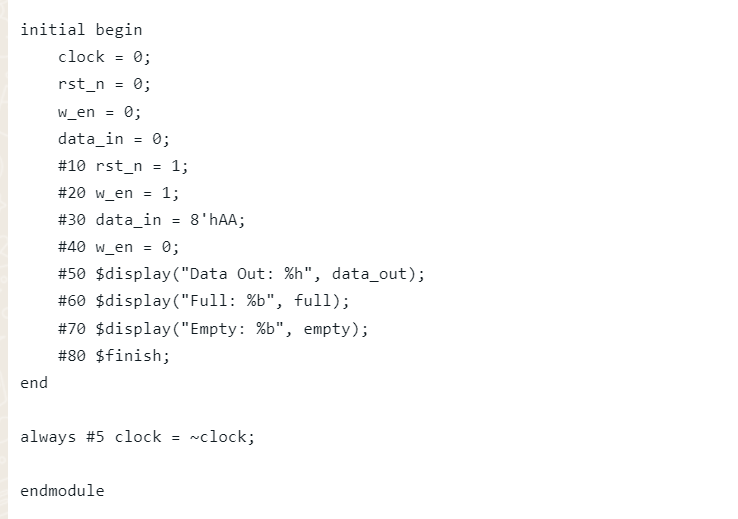 initial begin
    clock = 0;
    rst_n = 0;
    w_en = 0;
    data_in = 0;
    #10 rst_n = 1;
    #20 w_en = 1;
    #30 data_in = 8'hAA;
    #40 w_en = 0;
    #50 $display("Data Out: %h", data_out);
    #60 $display("Full: %b", full);
    #70 $display("Empty: %b", empty);
    #80 $finish;
end

always #5 clock = ~clock;

endmodule